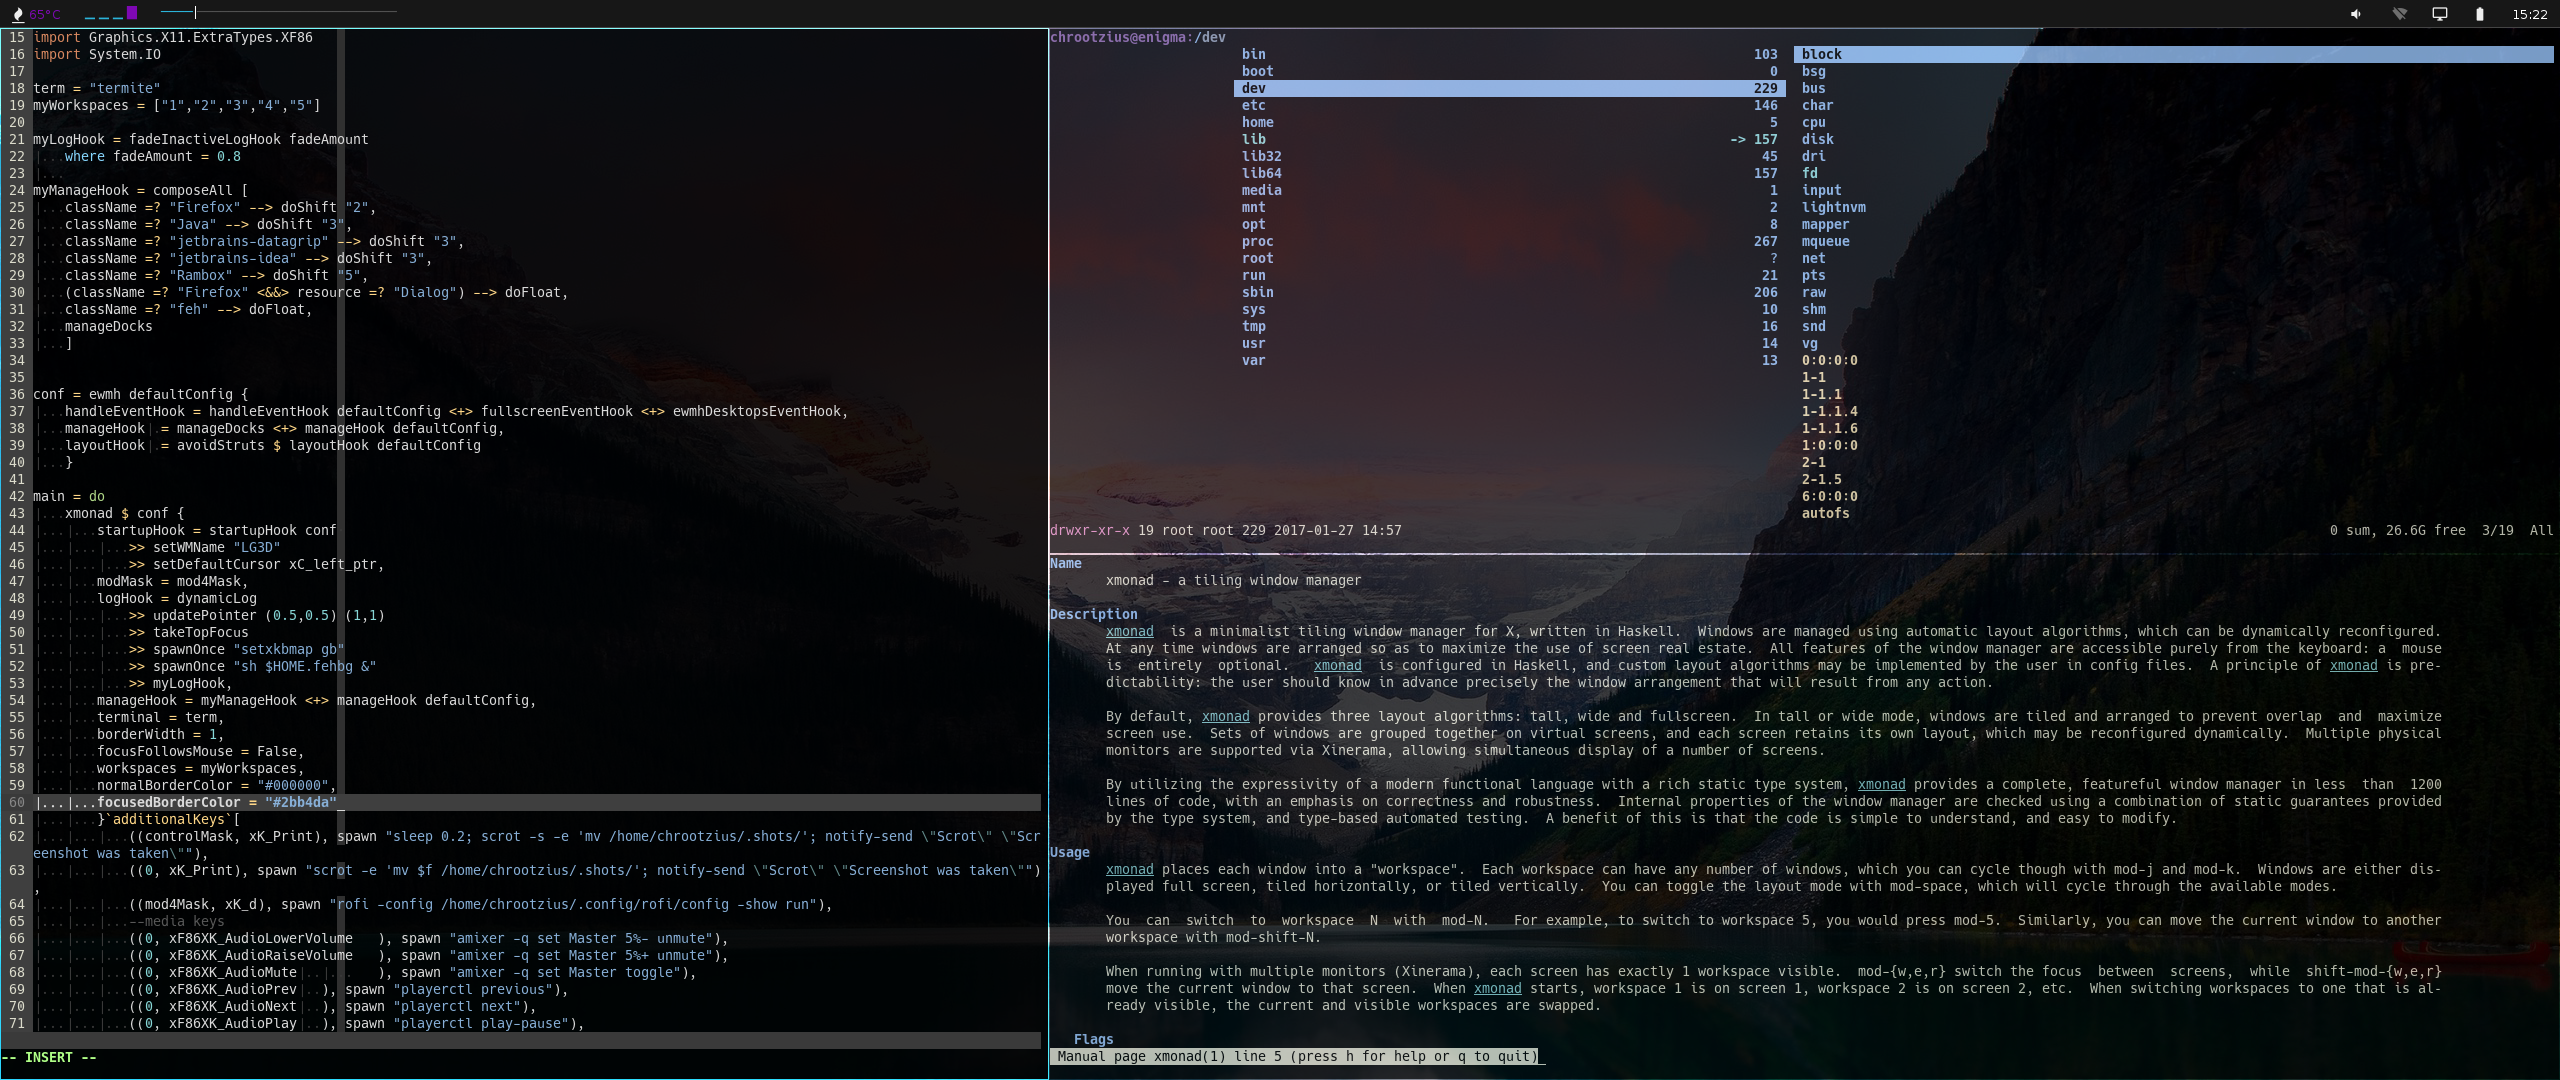 65°C
15:22
15 import Graphics.X11.ExtraTypes.XF86
16 import System.IO
17
18 term = "termite"
19 myWorkspaces = ["1","2","3","4","5"]
20
21 myLogHook = fadeInactiveLogHook fadeAmount
22 |...where fadeAmount = 0.8
23 |...
24 myManageHook = composeAll [
25 |...className =? "Firefox" --> doShift "2",
26 |...className =? "Java" --> doShift "3",
27 |...className =? "jetbrains-datagrip" --> doShift "3",
28 |...className =? "jetbrains-idea" --> doShift "3",
29 |...className =? "Rambox" --> doShift "5",
30 |...(className =? "Firefox" <&&> resource =? "Dialog") --> doFloat,
31 |...className =? "feh" --> doFloat,
32 |...manageDocks
33 |...]
34
35
36 conf = ewmh defaultConfig {
37 |...handleEventHook = handleEventHook defaultConfig <+> fullscreenEventHook <+> ewmhDesktopsEventHook,
38 |...manageHook|.= manageDocks <+> manageHook defaultConfig,
39 |...layoutHook|.= avoidStruts $ layoutHook defaultConfig
40 |...}
41
42 main = do
43 |...xmonad $ conf {
44 |...|...startupHook = startupHook conf
45 |...|...|...>> setWMName "LG3D"
46 |...|...|...>> setDefaultCursor xC_left_ptr,
47 |...|...modMask = mod4Mask,
48 |...|...logHook = dynamicLog
49 |...|...|...>> updatePointer (0.5,0.5) (1,1)
50 |...|...|...>> takeTopFocus
51 |...|...|...>> spawnOnce "setxkbmap gb"
52 |...|...|...>> spawnOnce "sh $HOME.fehbg &"
53 |...|...|...>> myLogHook,
54 |...|...manageHook = myManageHook <+> manageHook defaultConfig,
55 |...|...terminal = term,
56 |...|...borderWidth = 1,
57 |...|...focusFollowsMouse = False,
58 |...|...workspaces = myWorkspaces,
59 |...|...normalBorderColor = "#000000",
60 |...|...focusedBorderColor = "#2bb4da"
61 |...|...}`additionalKeys`[
62 |...|...|...((controlMask, xK_Print), spawn "sleep 0.2; scrot -s -e 'mv /home/chrootzius/.shots/'; notify-send \"Scrot\" \"Scr
eenshot was taken\""),
63 |...|...|...((0, xK_Print), spawn "scrot -e 'mv $f /home/chrootzius/.shots/'; notify-send \"Scrot\" \"Screenshot was taken\"")
,
64 |...|...|...((mod4Mask, xK_d), spawn "rofi -config /home/chrootzius/.config/rofi/config -show run"),
65 |...|...|...--media keys
66 |...|...|...((0, xF86XK_AudioLowerVolume   ), spawn "amixer -q set Master 5%- unmute"),
67 |...|...|...((0, xF86XK_AudioRaiseVolume   ), spawn "amixer -q set Master 5%+ unmute"),
68 |...|...|...((0, xF86XK_AudioMute|..|...   ), spawn "amixer -q set Master toggle"),
69 |...|...|...((0, xF86XK_AudioPrev|..), spawn "playerctl previous"),
70 |...|...|...((0, xF86XK_AudioNext|..), spawn "playerctl next"),
71 |...|...|...((0, xF86XK_AudioPlay|..), spawn "playerctl play-pause"),
-- INSERT --
chrootzius@enigma:/dev
bin 103
boot 0
dev 229
etc 146
home 5
lib -> 157
lib32 45
lib64 157
media 1
mnt 2
opt 8
proc 267
root ?
run 21
sbin 206
sys 10
tmp 16
usr 14
var 13
block
bsg
bus
char
cpu
disk
dri
fd
input
lightnvm
mapper
mqueue
net
pts
raw
shm
snd
vg
0:0:0:0
1-1
1-1.1
1-1.1.4
1-1.1.6
1:0:0:0
2-1
2-1.5
6:0:0:0
autofs
drwxr-xr-x 19 root root 229 2017-01-27 14:57 0 sum, 26.6G free 3/19 All
Name
xmonad - a tiling window manager
Description
xmonad is a minimalist tiling window manager for X, written in Haskell. Windows are managed using automatic layout algorithms, which can be dynamically reconfigured.
At any time windows are arranged so as to maximize the use of screen real estate. All features of the window manager are accessible purely from the keyboard: a mouse
is entirely optional. xmonad is configured in Haskell, and custom layout algorithms may be implemented by the user in config files. A principle of xmonad is pre-
dictability: the user should know in advance precisely the window arrangement that will result from any action.
By default, xmonad provides three layout algorithms: tall, wide and fullscreen. In tall or wide mode, windows are tiled and arranged to prevent overlap and maximize
screen use. Sets of windows are grouped together on virtual screens, and each screen retains its own layout, which may be reconfigured dynamically. Multiple physical
monitors are supported via Xinerama, allowing simultaneous display of a number of screens.
By utilizing the expressivity of a modern functional language with a rich static type system, xmonad provides a complete, featureful window manager in less than 1200
lines of code, with an emphasis on correctness and robustness. Internal properties of the window manager are checked using a combination of static guarantees provided
by the type system, and type-based automated testing. A benefit of this is that the code is simple to understand, and easy to modify.
Usage
xmonad places each window into a "workspace". Each workspace can have any number of windows, which you can cycle though with mod-j and mod-k. Windows are either dis-
played full screen, tiled horizontally, or tiled vertically. You can toggle the layout mode with mod-space, which will cycle through the available modes.
You can switch to workspace N with mod-N. For example, to switch to workspace 5, you would press mod-5. Similarly, you can move the current window to another
workspace with mod-shift-N.
When running with multiple monitors (Xinerama), each screen has exactly 1 workspace visible. mod-{w,e,r} switch the focus between screens, while shift-mod-{w,e,r}
move the current window to that screen. When xmonad starts, workspace 1 is on screen 1, workspace 2 is on screen 2, etc. When switching workspaces to one that is al-
ready visible, the current and visible workspaces are swapped.
Flags
Manual page xmonad(1) line 5 (press h for help or q to quit)